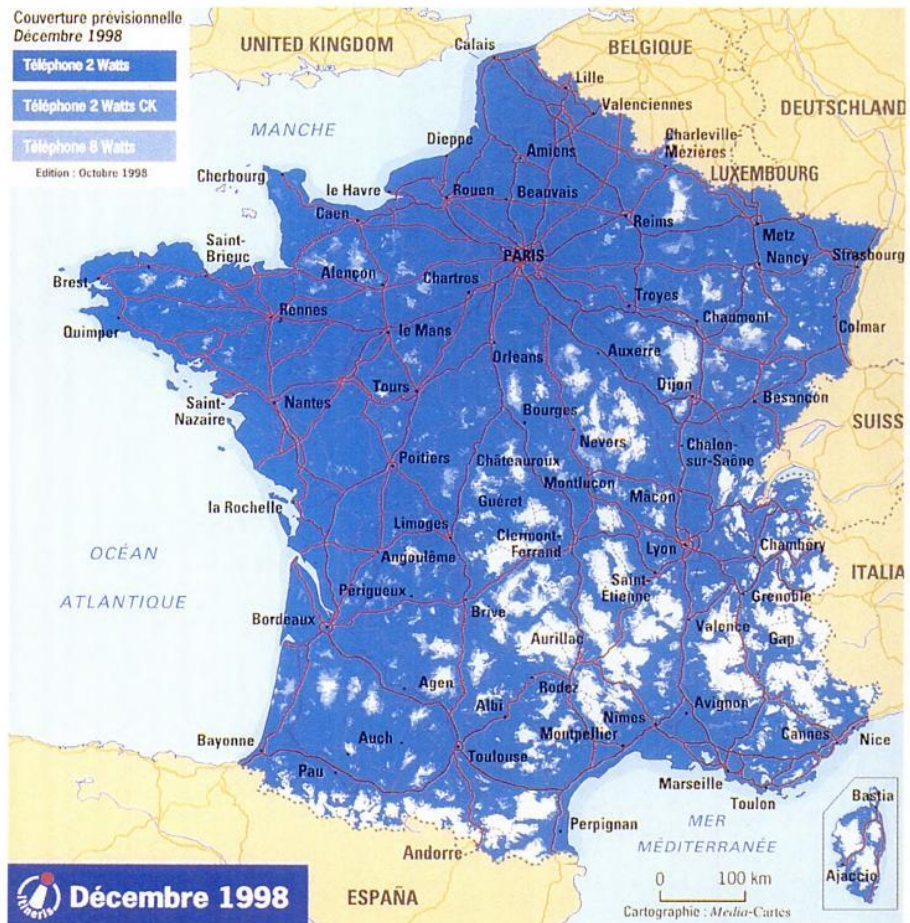 Couverture prévisionnelle
Décembre 1998
Téléphone 2 Watts
Téléphone 2 Watts CK
Téléphone 8 Watts
Edition : Octobre 1998
UNITED KINGDOM
Calais
BELGIQUE
Lille
Valenciennes
DEUTSCHLAND
MANCHE
Dieppe
Charleville-
Mézières
Amiens
LUXEMBOURG
Cherbourg
le Havre
Rouen
Beauvais
Caen
Reims
Metz
Saint-
Brieuc
PARIS
Nancy
Strasbourg
Brest
Alençon
Chartres
Rennes
Troyes
Chaumont
Quimper
le Mans
Colmar
Orleans
Auxerre
Saint-
Nazaire
Nantes
Tours
Dijon
Besancon
Bourges
SUISS
Nevers
Chalon-
sur-Saône
Poitiers
Châteauroux
Montluçon
la Rochelle
Guéret
Mâcon
Limoges
Clermont-
Ferrand
Lyon
Chambéry
OCÉAN
ATLANTIQUE
Angoulême
Saint-
Étienne
ITALIA
Périgueux
Grenoble
Bordeaux
Brive
Aurillac
Valence
Gap
Agen
Rodez
Albi
Avignon
Nimes
Bayonne
Auch
Montpellier
Cannes
Nice
Toulouse
Pau
Marseille
Toulon
Bastia
Perpignan
MER
MÉDITERRANÉE
Andorre
Ajaccio
ESPAÑA
0 100 km
Cartographie : Media-Cartes
itineris
Décembre 1998